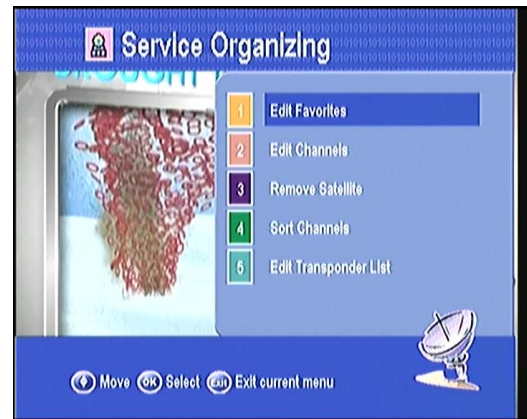 Service Organizing
1 Edit Favorites
2 Edit Channels
3 Remove Satellite
4 Sort Channels
5 Edit Transponder List
Move OK Select EXIT Exit current menu